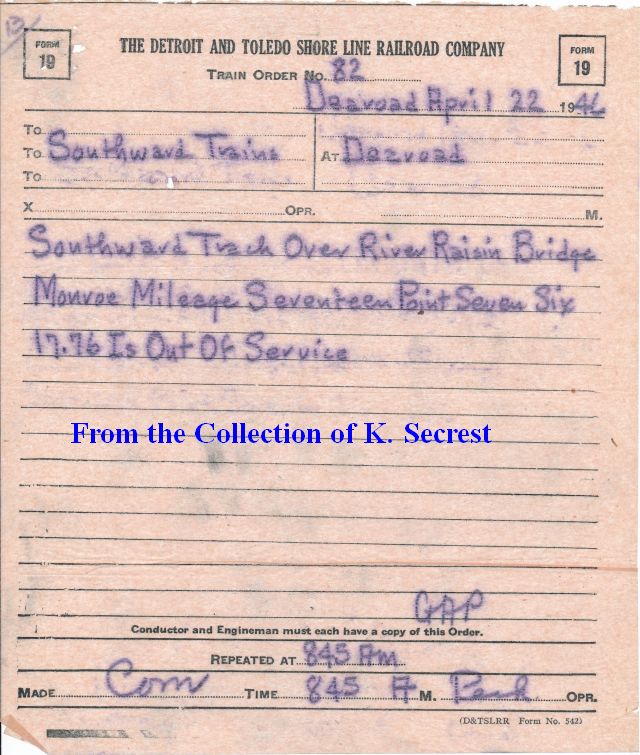 13
FORM 19
THE DETROIT AND TOLEDO SHORE LINE RAILROAD COMPANY
FORM 19
TRAIN ORDER No. 82
Dearoad April 22 1946
To
To Southward Trains AT Dearoad
To
X OPR. M.
Southward Track Over River Raisin Bridge
Monroe Mileage Seventeen Point Seven Six
17.76 Is Out Of Service
From the Collection of K. Secrest
GAP
Conductor and Engineman must each have a copy of this Order.
REPEATED AT 845 Am
MADE Com TIME 845 A M. OPR.
(D&TSLRR Form No. 542)